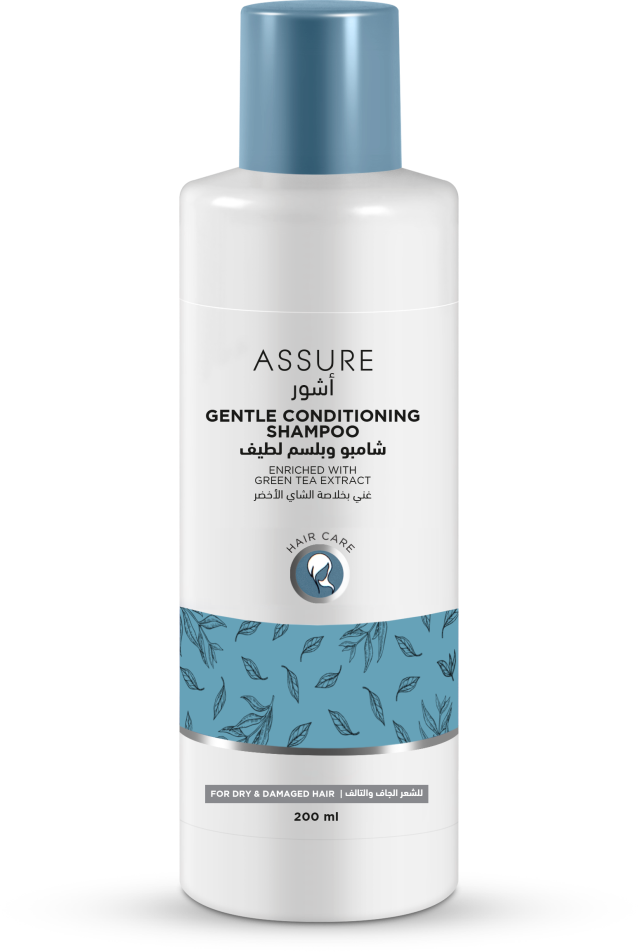 ASSURE
أشور
GENTLE CONDITIONING
SHAMPOO
شامبو وبلسم لطيف
ENRICHED WITH
GREEN TEA EXTRACT
غني بخلاصة الشاي الأخضر
HAIR CARE
FOR DRY & DAMAGED HAIR | للشعر الجاف والتالف
200 ml